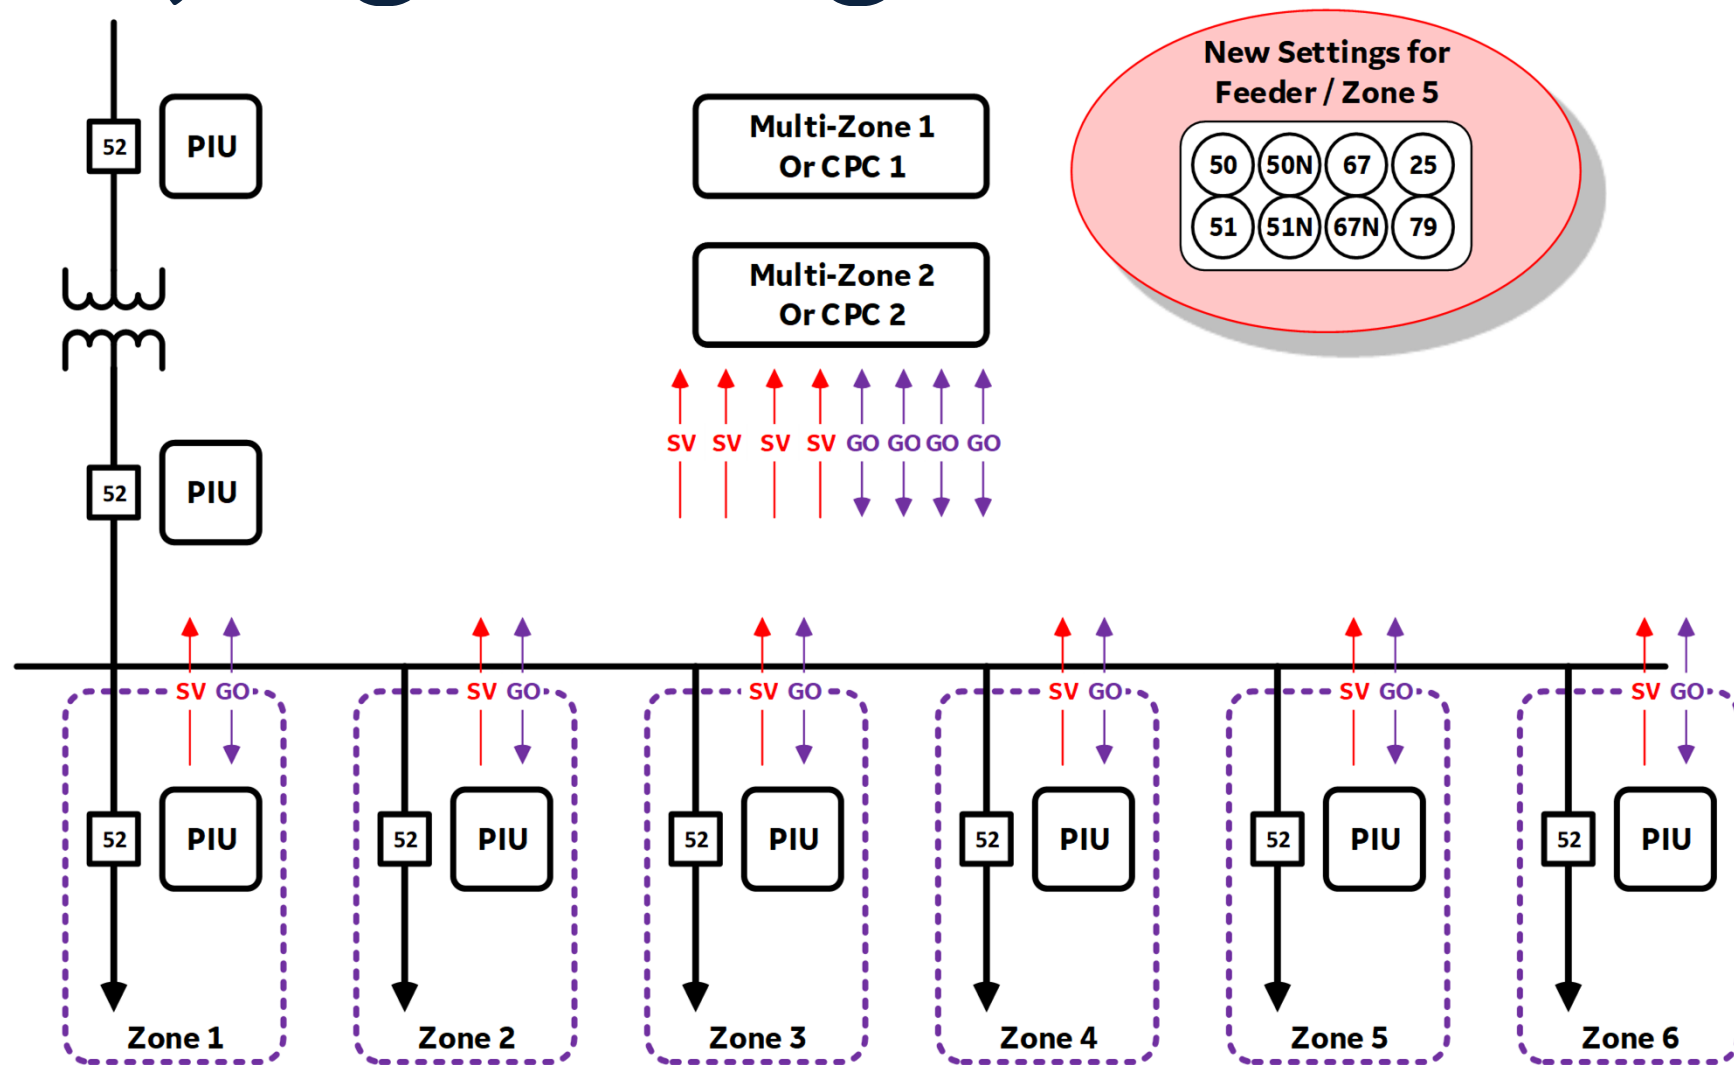 New Settings for
Feeder / Zone 5
50 50N 67 25
51 51N 67N 79
52 PIU
Multi-Zone 1
Or CPC 1
Multi-Zone 2
Or CPC 2
SV SV SV SV GO GO GO GO
52 PIU
SV GO SV GO SV GO SV GO SV GO SV GO
52 PIU 52 PIU 52 PIU 52 PIU 52 PIU 52 PIU
Zone 1 Zone 2 Zone 3 Zone 4 Zone 5 Zone 6